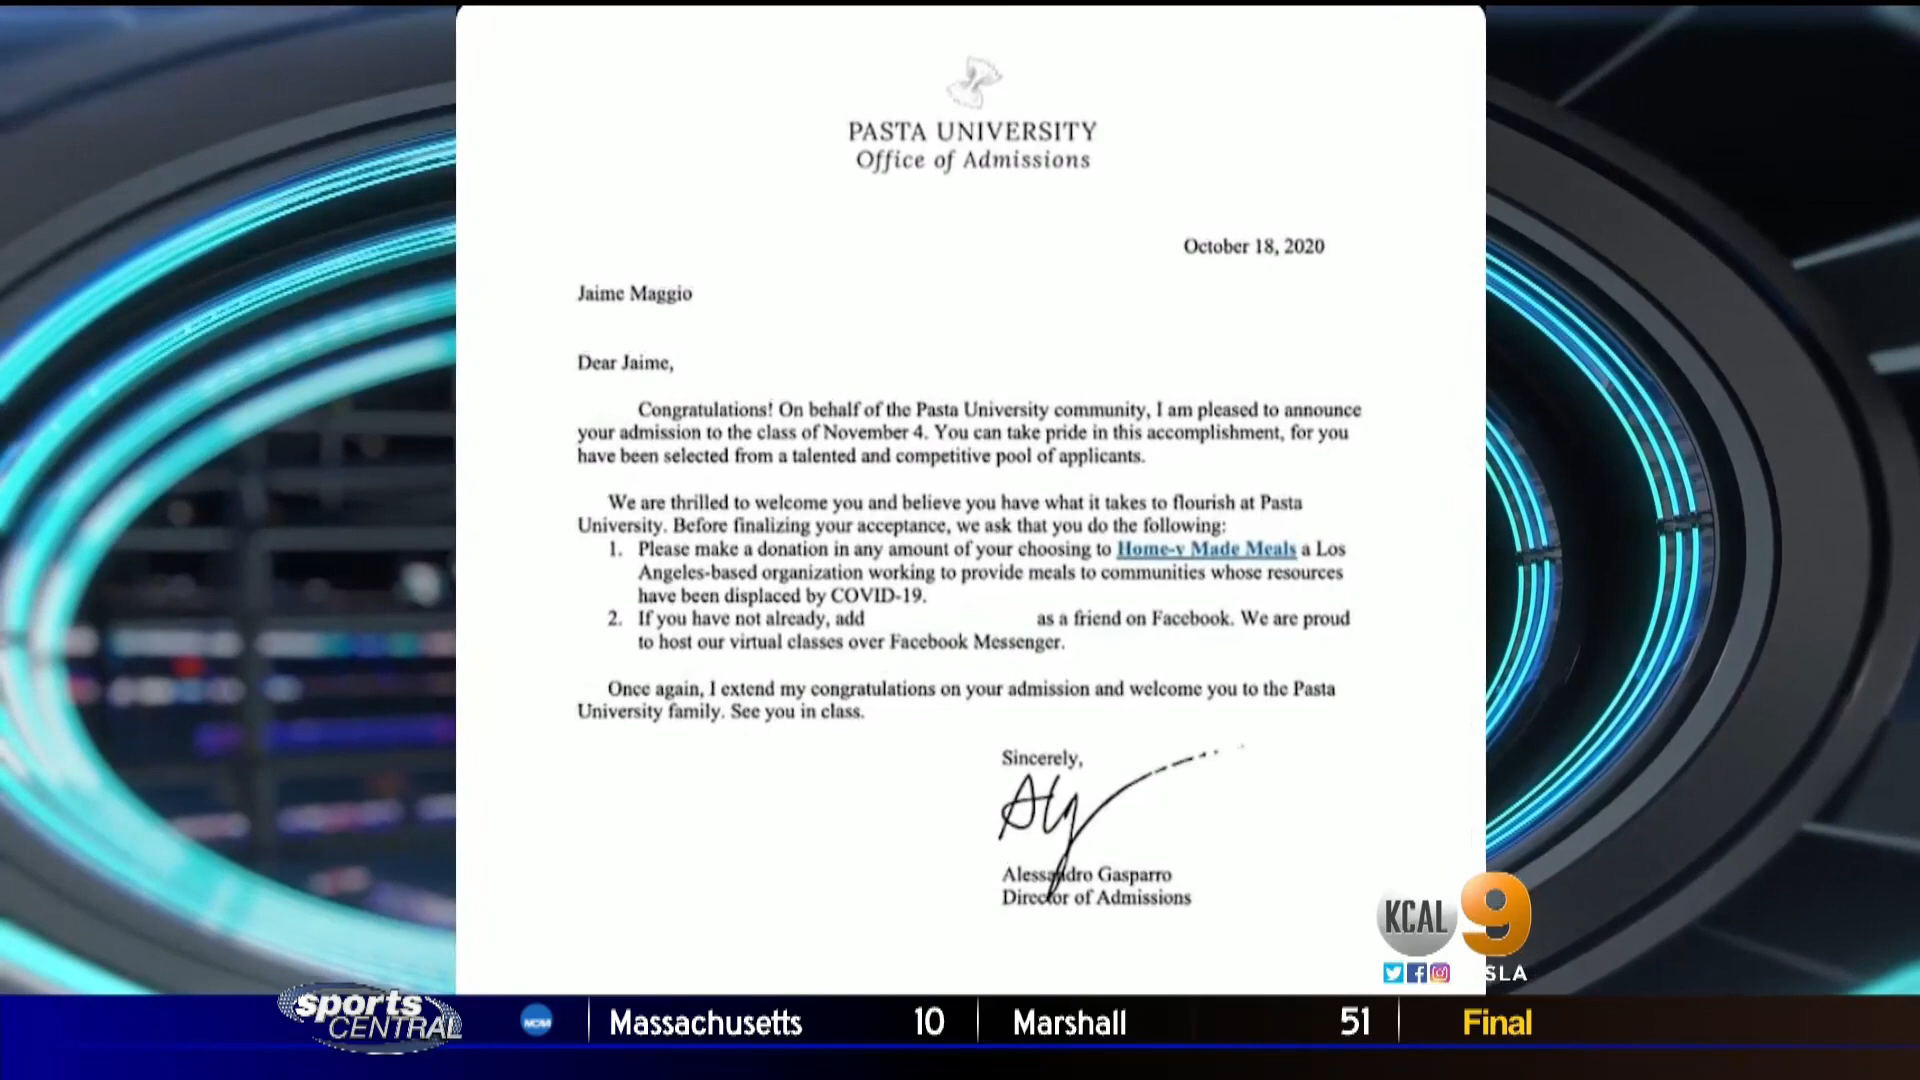 PASTA UNIVERSITY
Office of Admissions
October 18, 2020
Jaime Maggio
Dear Jaime,
Congratulations! On behalf of the Pasta University community, I am pleased to announce
your admission to the class of November 4. You can take pride in this accomplishment, for you
have been selected from a talented and competitive pool of applicants.
We are thrilled to welcome you and believe you have what it takes to flourish at Pasta
University. Before finalizing your acceptance, we ask that you do the following:
1. Please make a donation in any amount of your choosing to Home-y Made Meals a Los
Angeles-based organization working to provide meals to communities whose resources
have been displaced by COVID-19.
2. If you have not already, add as a friend on Facebook. We are proud
to host our virtual classes over Facebook Messenger.
Once again, I extend my congratulations on your admission and welcome you to the Pasta
University family. See you in class.
Sincerely,
Alessandro Gasparro
Director of Admissions
KCAL 9
SLA
sports CENTRAL NCAA Massachusetts 10 Marshall 51 Final